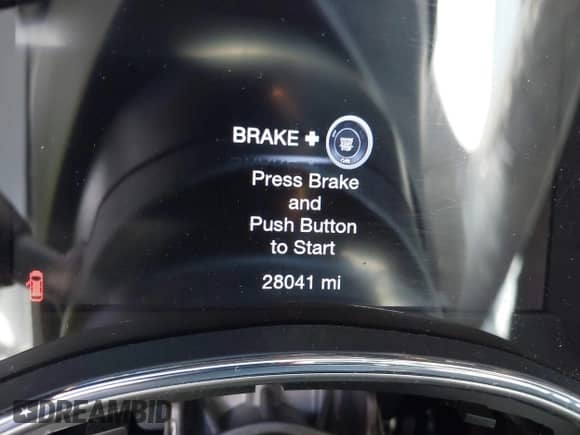 BRAKE +
Press Brake
and
Push Button
to Start
28041 mi
DREAMBID